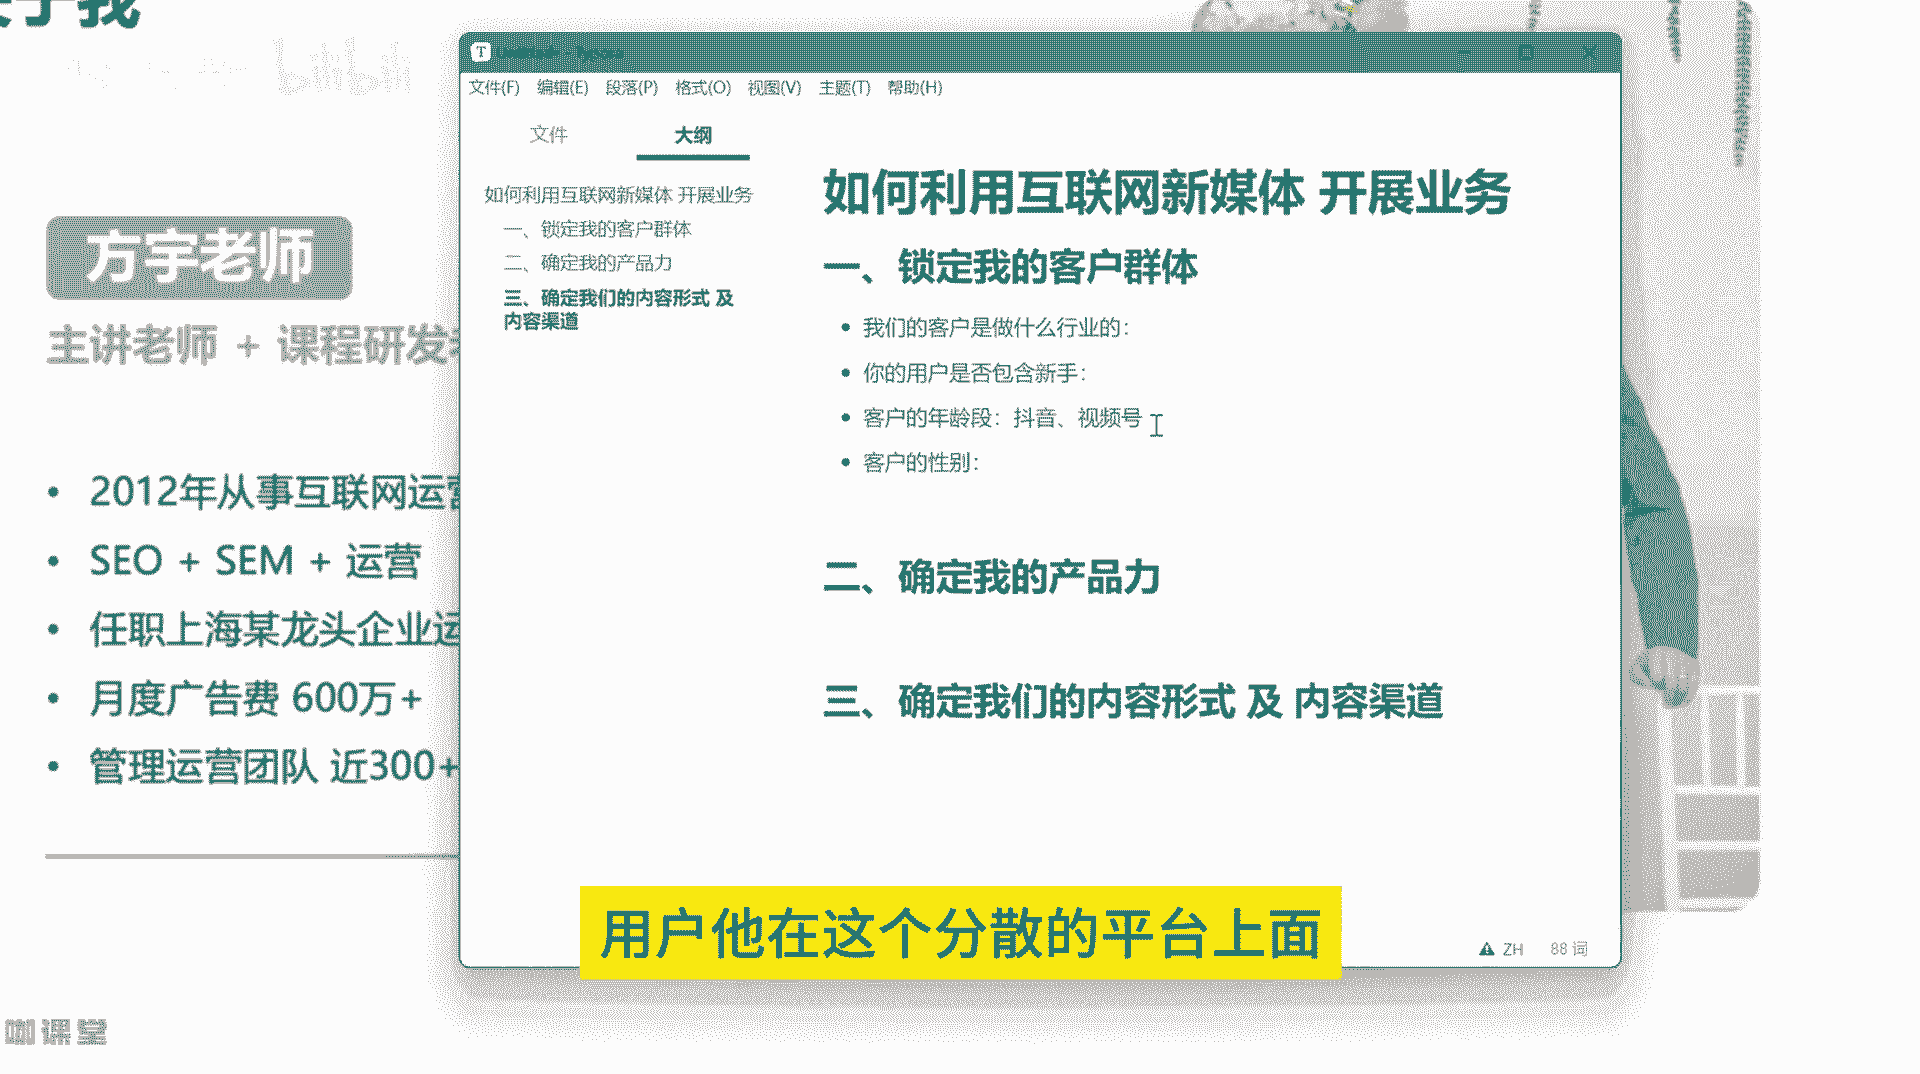 bilibili
方宇老师
主讲老师 + 课程研发
2012年从事互联网运营
SEO + SEM + 运营
任职上海某龙头企业运
月度广告费 600万+
管理运营团队 近300+
咖课堂
T
文件(F) 编辑(E) 段落(P) 格式(O) 视图(V) 主题(T) 帮助(H)
文件 大纲
如何利用互联网新媒体 开展业务
一、锁定我的客户群体
二、确定我的产品力
三、确定我们的内容形式 及
内容渠道
如何利用互联网新媒体 开展业务
一、锁定我的客户群体
我们的客户是做什么行业的：
你的用户是否包含新手：
客户的年龄段：抖音、视频号
客户的性别：
二、确定我的产品力
三、确定我们的内容形式 及 内容渠道
ZH 88 词
用户他在这个分散的平台上面